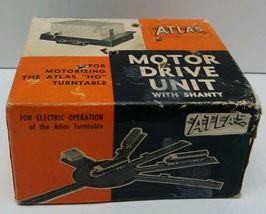 ATLAS
MOTOR
DRIVE
UNIT
WITH SHANTY
FOR
MOTORIZING
THE ATLAS "HO"
TURNTABLE
FOR ELECTRIC OPERATION
of the Atlas Turntable
ATLAS